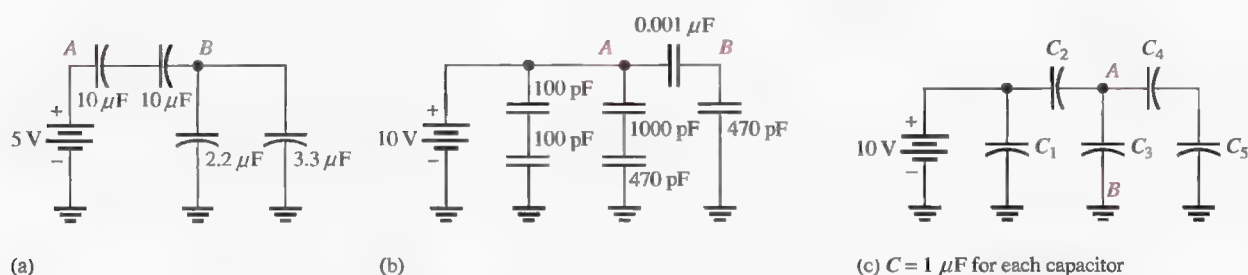 A
B
10 µF
10 µF
+
5 V
−
2.2 µF
3.3 µF
(a)
0.001 µF
A
B
100 pF
+
10 V
−
100 pF
1000 pF
470 pF
470 pF
(b)
C2
A
C4
+
10 V
−
C1
C3
C5
B
(c) C = 1 µF for each capacitor